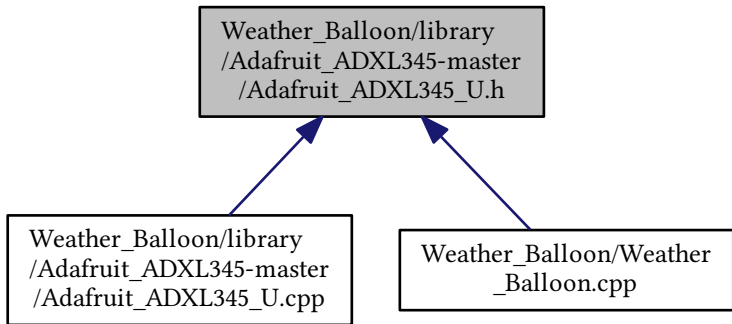 Weather_Balloon/library
/Adafruit_ADXL345-master
/Adafruit_ADXL345_U.h
Weather_Balloon/library
/Adafruit_ADXL345-master
/Adafruit_ADXL345_U.cpp
Weather_Balloon/Weather
_Balloon.cpp